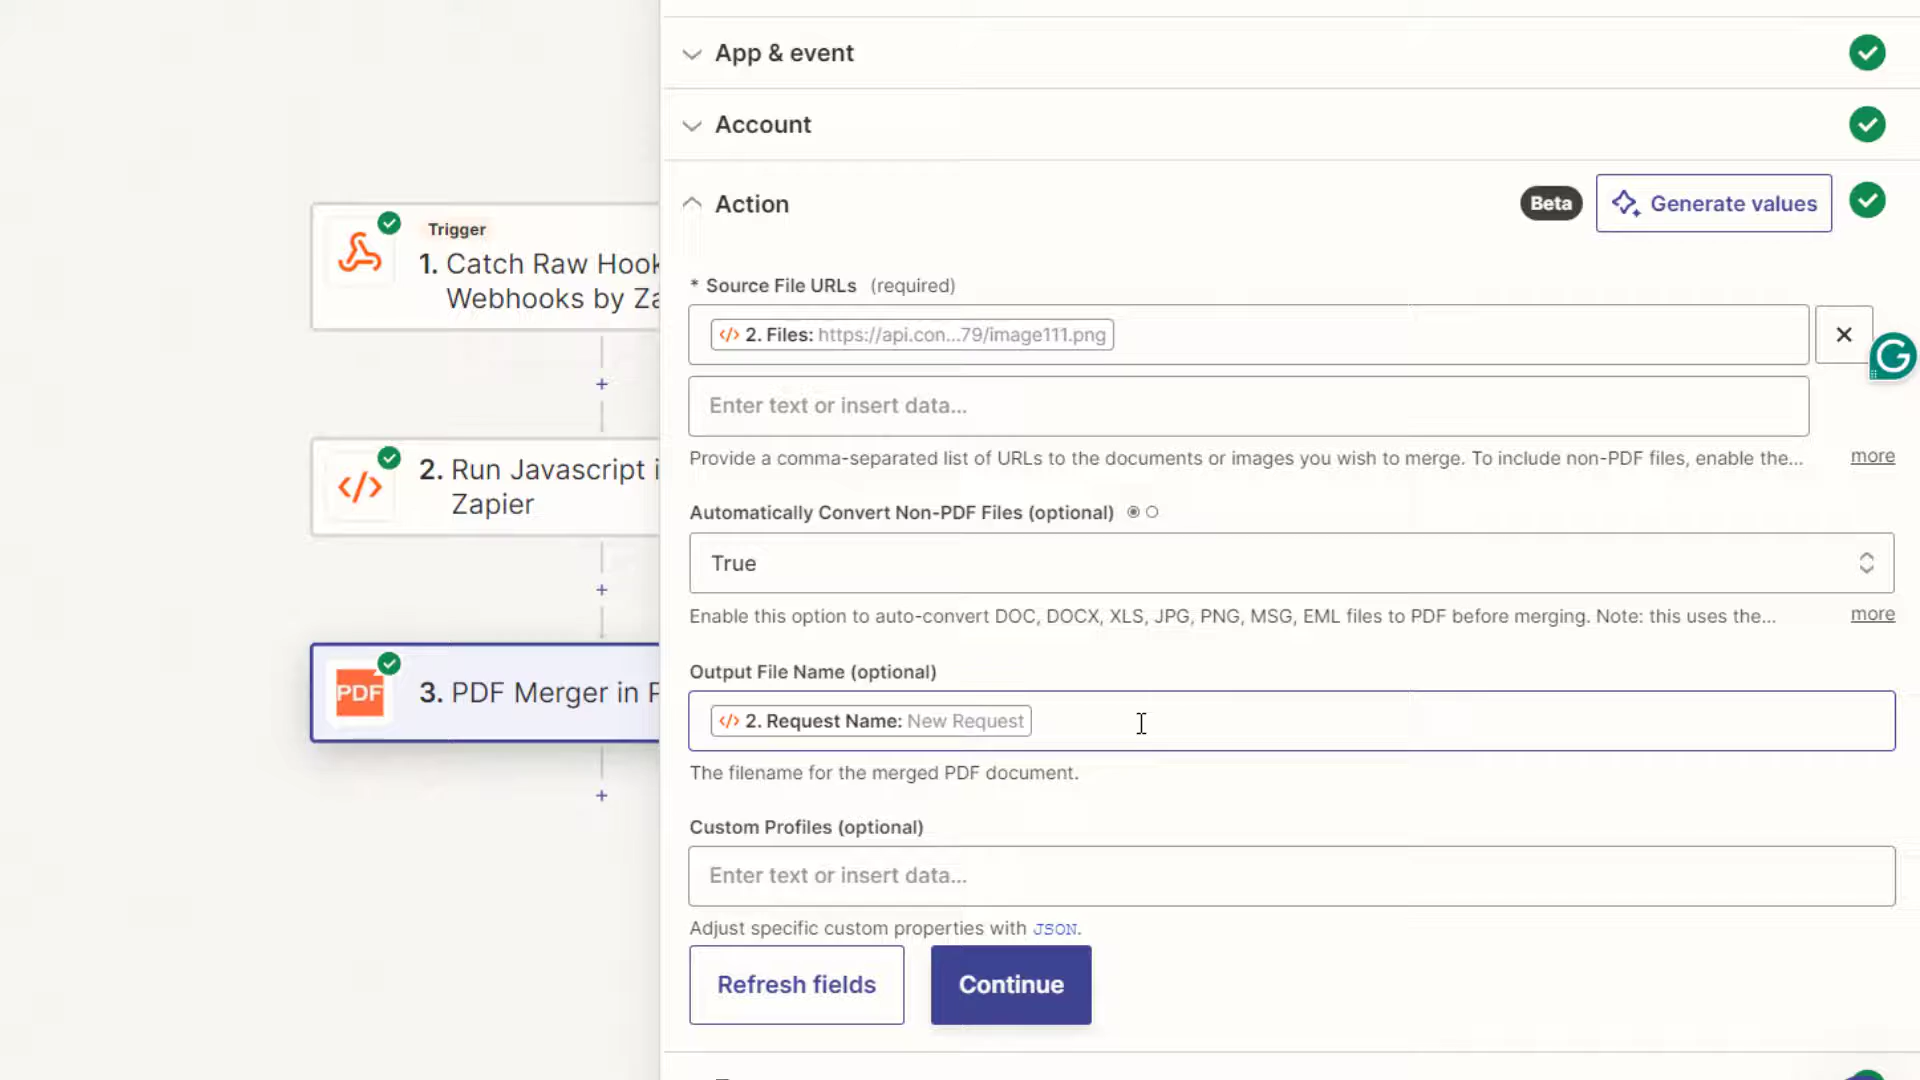 App & event
Account
Action
Beta
Generate values
Trigger
1. Catch Raw Hook
Webhooks by Za
* Source File URLs (required)
2. Files: https://api.con...79/image111.png
Enter text or insert data...
Provide a comma-separated list of URLs to the documents or images you wish to merge. To include non-PDF files, enable the...
more
2. Run Javascript i
Zapier
Automatically Convert Non-PDF Files (optional)
True
Enable this option to auto-convert DOC, DOCX, XLS, JPG, PNG, MSG, EML files to PDF before merging. Note: this uses the...
more
PDF
3. PDF Merger in P
Output File Name (optional)
2. Request Name: New Request
The filename for the merged PDF document.
Custom Profiles (optional)
Enter text or insert data...
Adjust specific custom properties with JSON.
Refresh fields
Continue